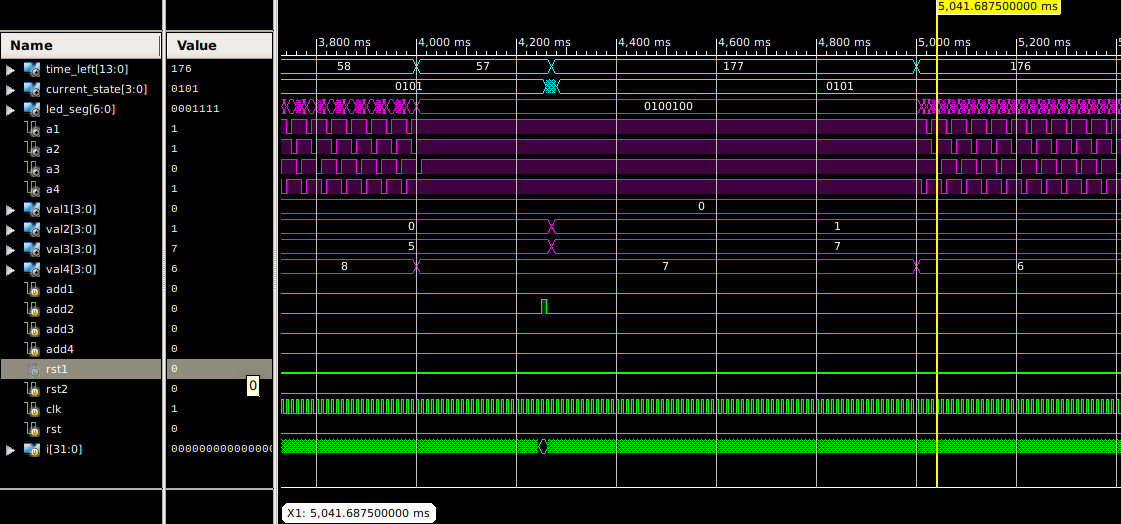 5,041.687500000 ms
Name Value 3,800 ms 4,000 ms 4,200 ms 4,400 ms 4,600 ms 4,800 ms 5,000 ms 5,200 ms
time_left[13:0] 176 58 57 177 176
current_state[3:0] 0101 0101 0101
led_seg[6:0] 0001111 0100100
a1 1
a2 1
a3 0
a4 1
val1[3:0] 0 0
val2[3:0] 1 0 1
val3[3:0] 7 5 7
val4[3:0] 6 8 7 6
add1 0
add2 0
add3 0
add4 0
rst1 0
rst2 0 0
clk 1
rst 0
i[31:0] 000000000000000
X1: 5,041.687500000 ms